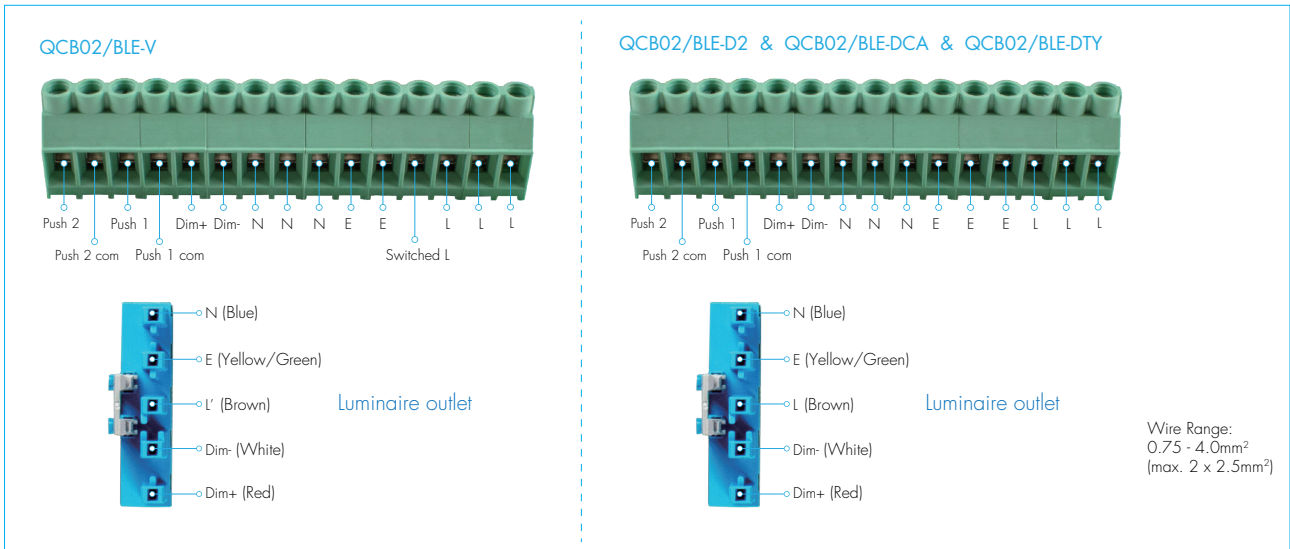 QCB02/BLE-V
Push 2 Push 1 Dim+ Dim- N N N E E L L L
Push 2 com Push 1 com Switched L
N (Blue)
E (Yellow/Green)
L' (Brown)
Luminaire outlet
Dim- (White)
Dim+ (Red)
QCB02/BLE-D2 & QCB02/BLE-DCA & QCB02/BLE-DTY
Push 2 Push 1 Dim+ Dim- N N N E E E L L L
Push 2 com Push 1 com
N (Blue)
E (Yellow/Green)
L (Brown)
Luminaire outlet
Dim- (White)
Dim+ (Red)
Wire Range:
0.75 - 4.0mm²
(max. 2 x 2.5mm²)